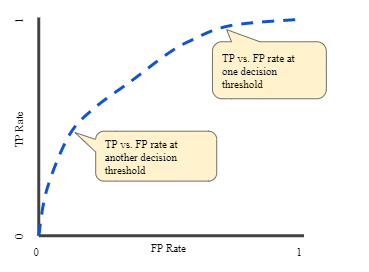 1
TP vs. FP rate at
one decision
threshold
TP Rate
TP vs. FP rate at
another decision
threshold
0
0
FP Rate
1